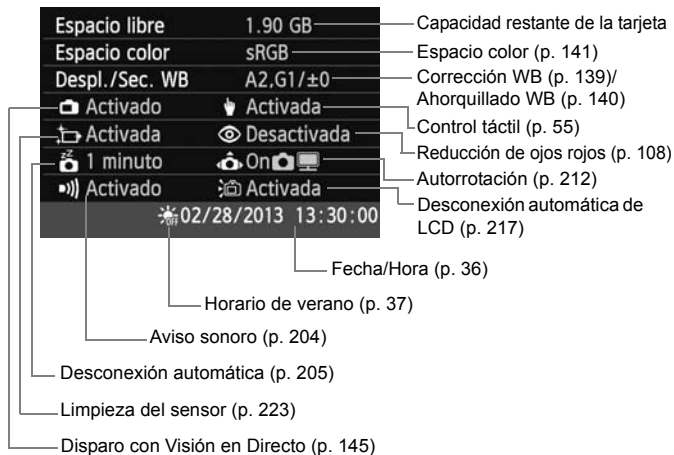 Espacio libre 1.90 GB
Capacidad restante de la tarjeta
Espacio color sRGB
Espacio color (p. 141)
Despl./Sec. WB A2,G1/±0
Corrección WB (p. 139)/
Ahorquillado WB (p. 140)
Activado Activada
Control táctil (p. 55)
Activada Desactivada
Reducción de ojos rojos (p. 108)
1 minuto On
Autorrotación (p. 212)
Activado Activada
Desconexión automática de
LCD (p. 217)
OFF 02/28/2013 13:30:00
Fecha/Hora (p. 36)
Horario de verano (p. 37)
Aviso sonoro (p. 204)
Desconexión automática (p. 205)
Limpieza del sensor (p. 223)
Disparo con Visión en Directo (p. 145)